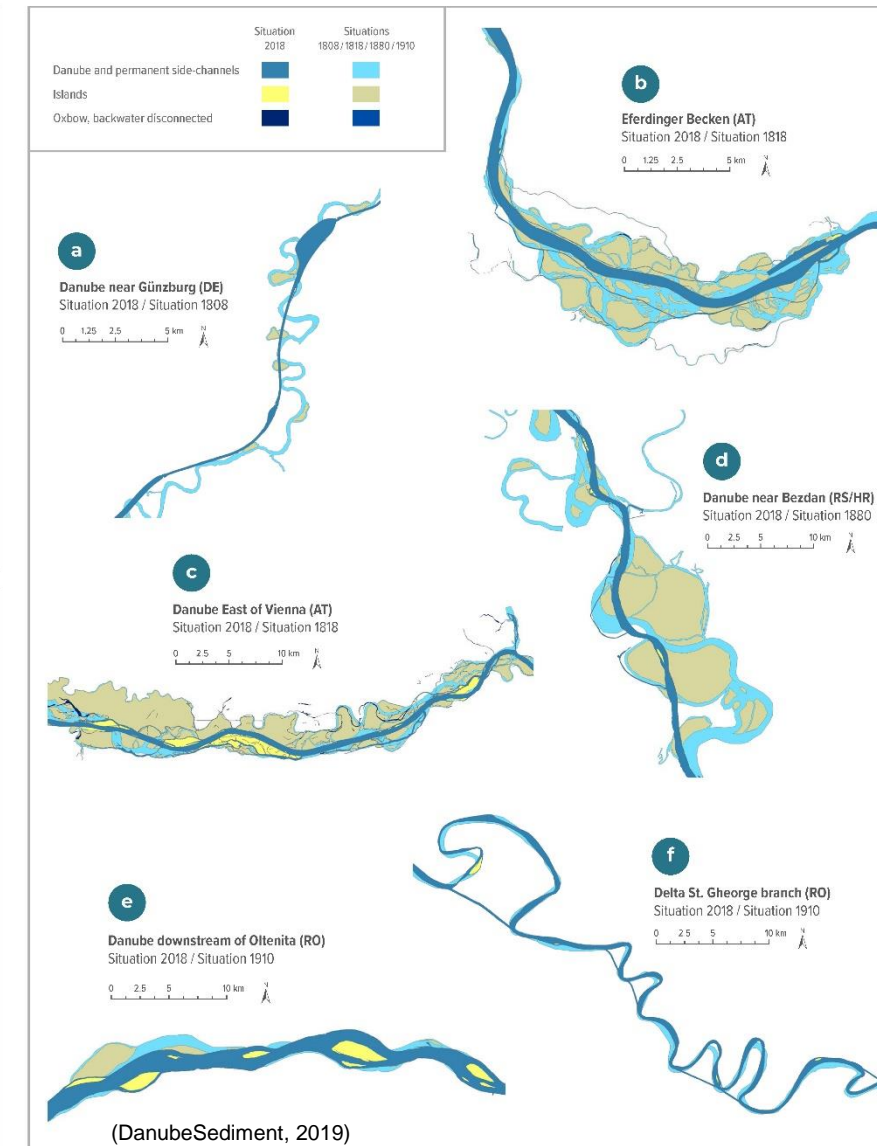 Situation
2018
Situations
1808 / 1818 / 1880 / 1910
Danube and permanent side-channels
Islands
Oxbow, backwater disconnected
b
Eferdinger Becken (AT)
Situation 2018 / Situation 1818
0 1.25 2.5 5 km
N
a
Danube near Günzburg (DE)
Situation 2018 / Situation 1808
0 1,25 2.5 5 km
N
d
Danube near Bezdan (RS/HR)
Situation 2018 / Situation 1880
0 2.5 5 10 km
N
c
Danube East of Vienna (AT)
Situation 2018 / Situation 1818
0 2.5 5 10 km
N
f
Delta St. Gheorge branch (RO)
Situation 2018 / Situation 1910
0 2.5 5 10 km
N
e
Danube downstream of Oltenita (RO)
Situation 2018 / Situation 1910
0 2.5 5 10 km
N
(DanubeSediment, 2019)